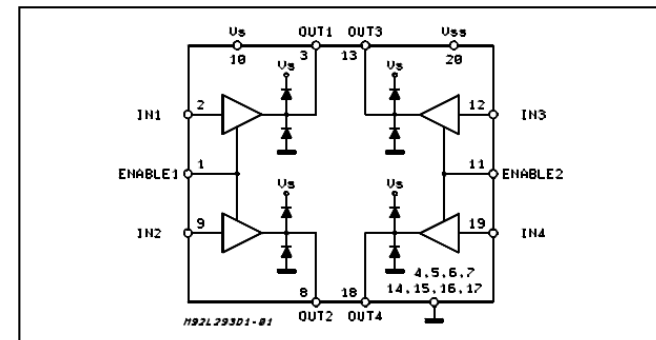 Vs OUT1 OUT3 Vss
10 3 13 20
Vs Vs
IN1 2 12 IN3
ENABLE1 1 11 ENABLE2
Vs Vs
IN2 9 19 IN4
4,5,6,7
8 18 14,15,16,17
OUT2 OUT4
M92L293D1-01